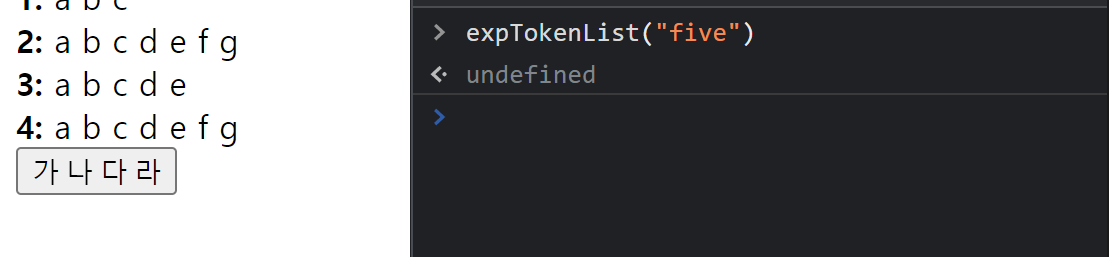 1: a b c
2: a b c d e f g
3: a b c d e
4: a b c d e f g
가 나 다 라
> expTokenList("five")
undefined
>